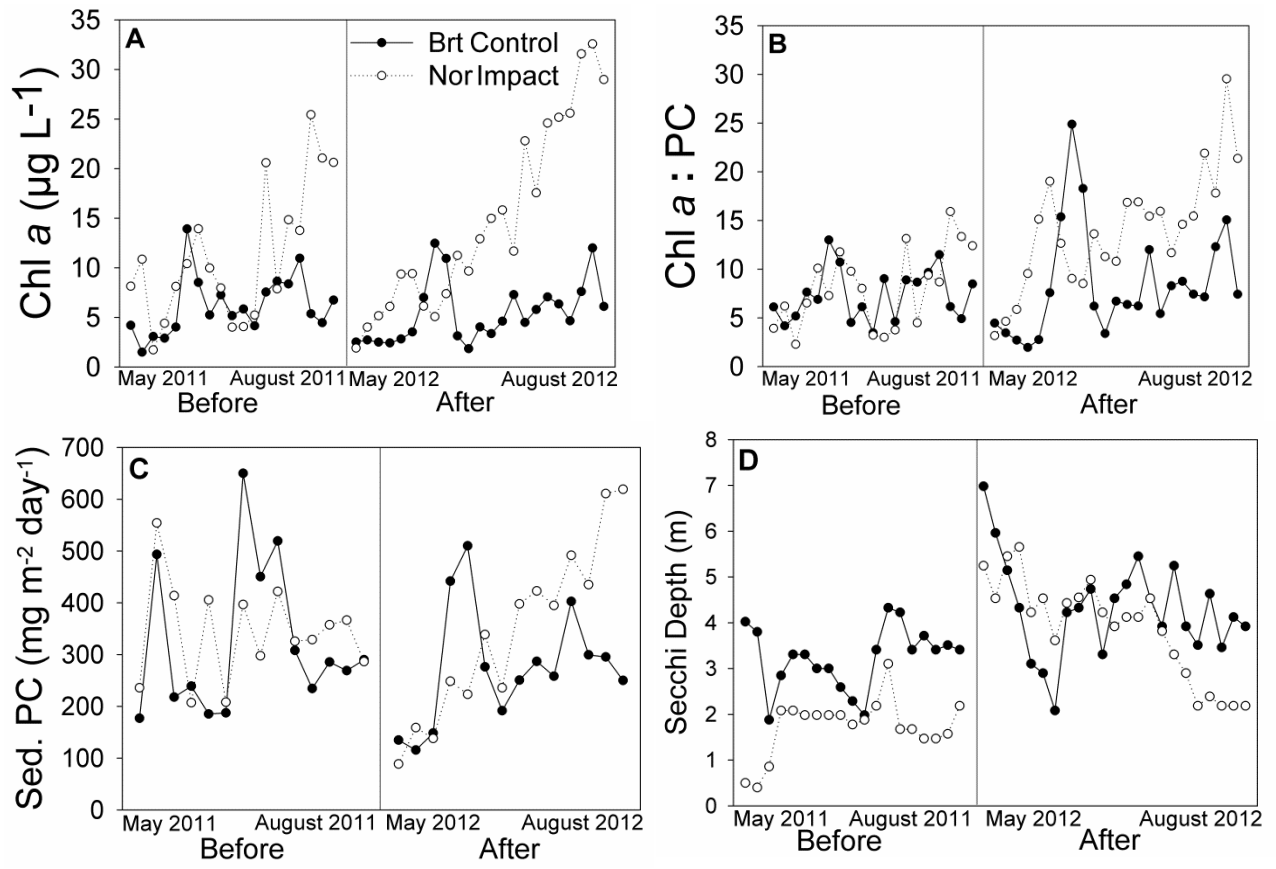 A
Brt Control
Nor Impact
Chl a (µg L-1)
35
30
25
20
15
10
5
0
May 2011
August 2011
May 2012
August 2012
Before
After
B
Chl a : PC
35
30
25
20
15
10
5
0
May 2011
August 2011
May 2012
August 2012
Before
After
C
Sed. PC (mg m-2 day-1)
700
600
500
400
300
200
100
0
May 2011
August 2011
May 2012
August 2012
Before
After
D
Secchi Depth (m)
8
7
6
5
4
3
2
1
0
May 2011
August 2011
May 2012
August 2012
Before
After